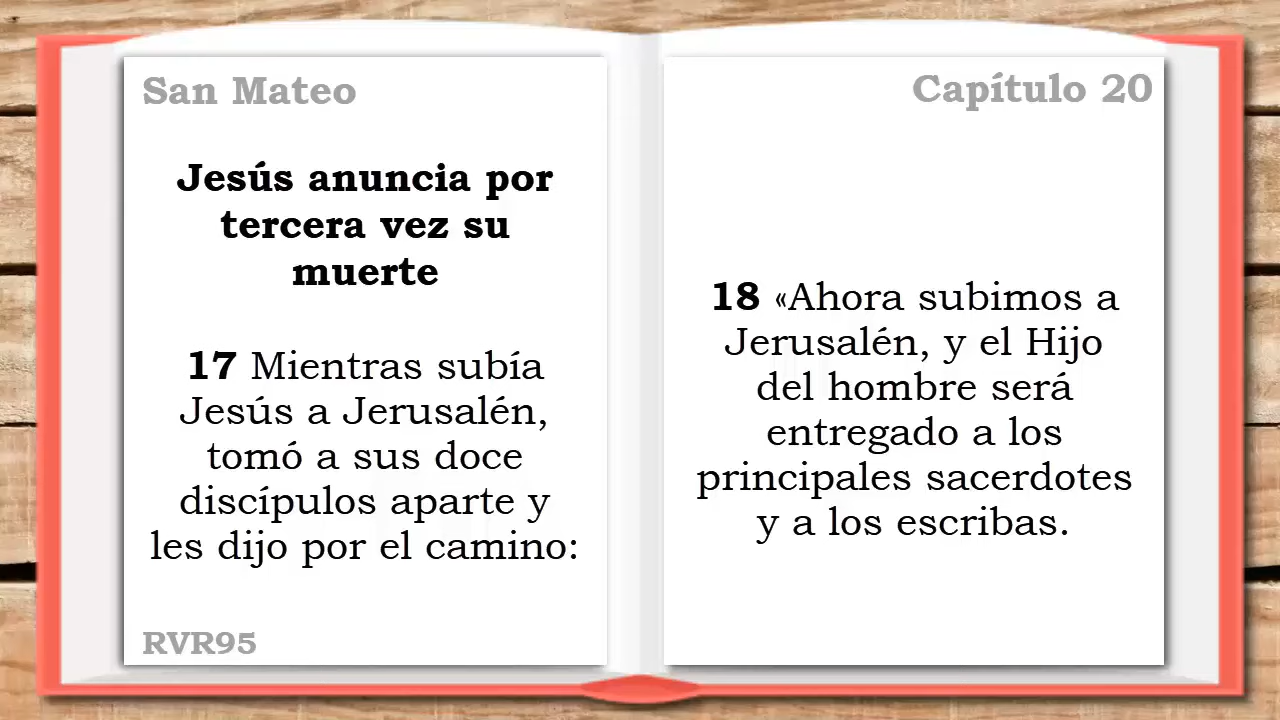 San Mateo
Jesús anuncia por
tercera vez su
muerte
17 Mientras subía
Jesús a Jerusalén,
tomó a sus doce
discípulos aparte y
les dijo por el camino:
RVR95
Capítulo 20
18 «Ahora subimos a
Jerusalén, y el Hijo
del hombre será
entregado a los
principales sacerdotes
y a los escribas.